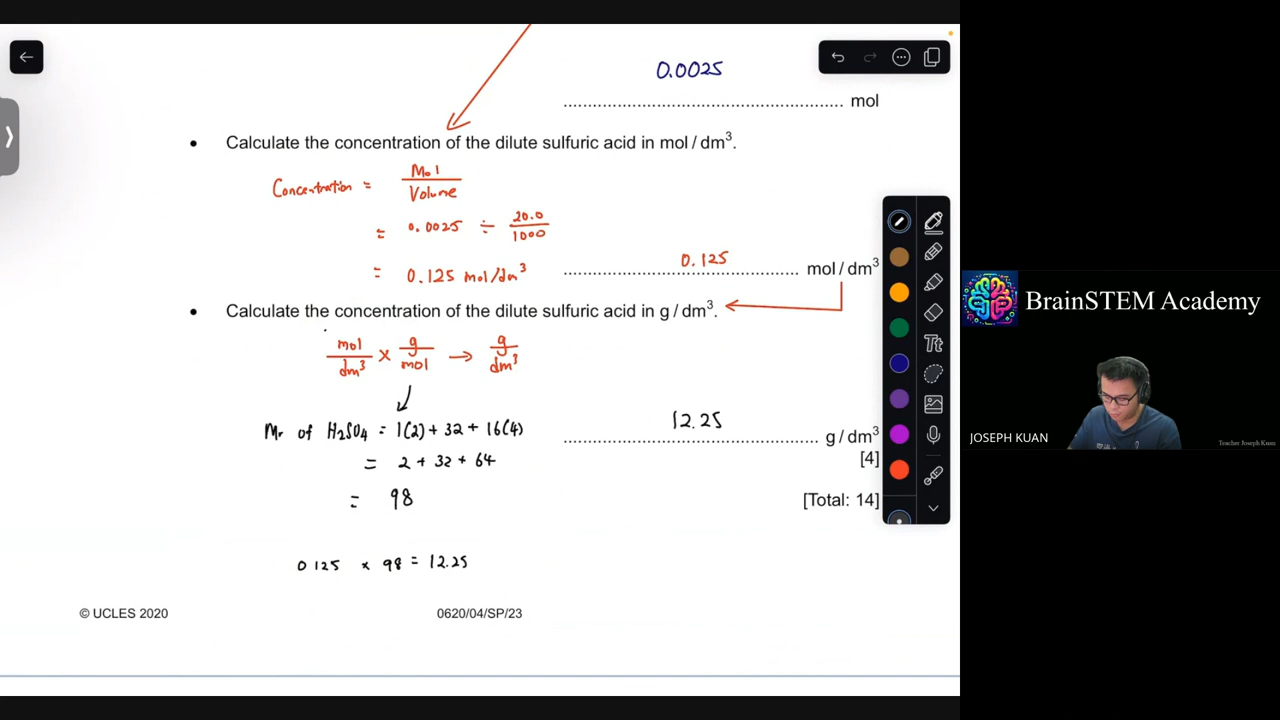 0.0025
........................................................ mol
• Calculate the concentration of the dilute sulfuric acid in mol / dm³.
Concentration = Mol / Volume
= 0.0025 ÷ 20.0 / 1000
= 0.125 mol/dm³
0.125
.............................................. mol / dm³
• Calculate the concentration of the dilute sulfuric acid in g / dm³.
mol / dm³ × g / mol → g / dm³
Mr of H₂SO₄ = 1(2) + 32 + 16(4)
= 2 + 32 + 64
= 98
12.25
.................................................. g / dm³
[4]
[Total: 14]
0.125 × 98 = 12.25
© UCLES 2020
0620/04/SP/23
Tt
BrainSTEM Academy
JOSEPH KUAN
Teacher Joseph Kuan